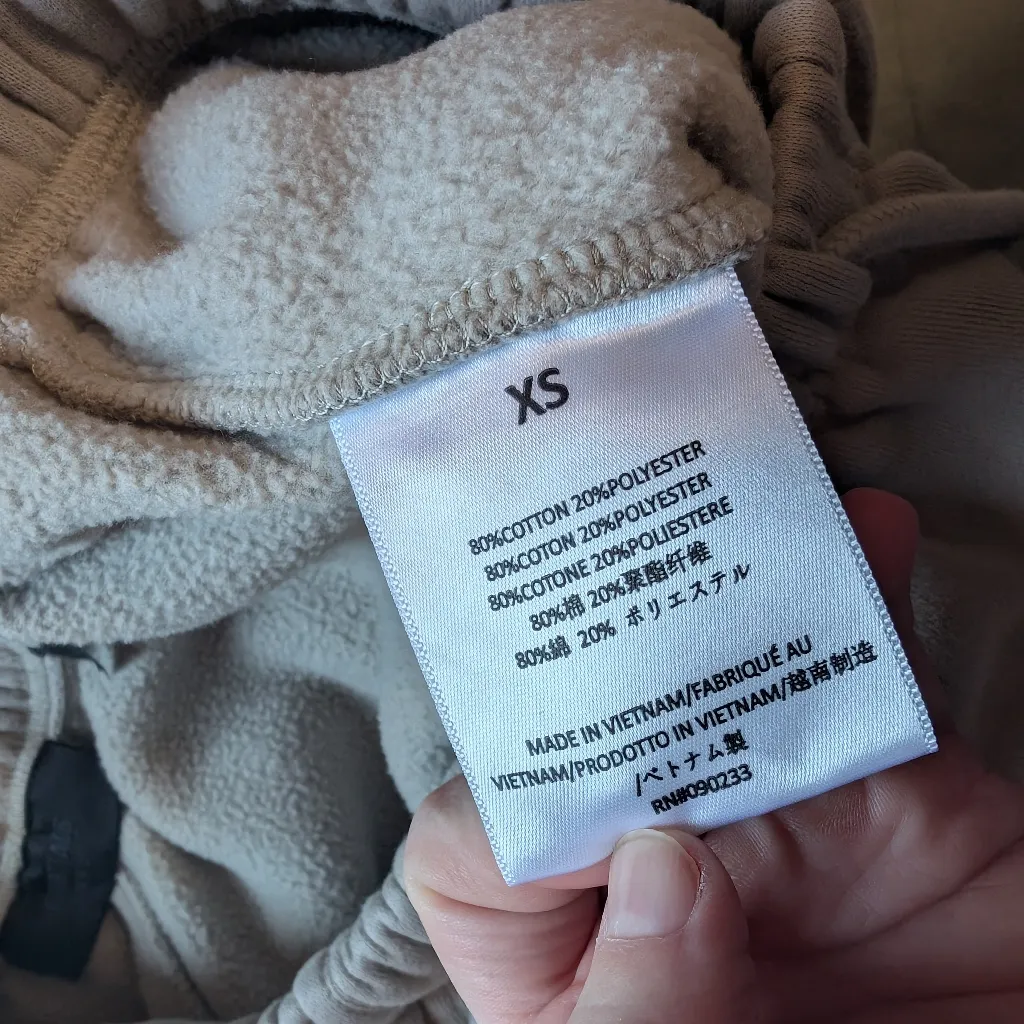 XS
80%COTTON 20%POLYESTER
80%COTON 20%POLYESTER
80%COTONE 20%POLIESTERE
80%棉 20%聚酯纤维
80%綿 20% ポリエステル
MADE IN VIETNAM/FABRIQUÉ AU
VIETNAM/PRODOTTO IN VIETNAM/越南制造
/ベトナム製
RN#090233